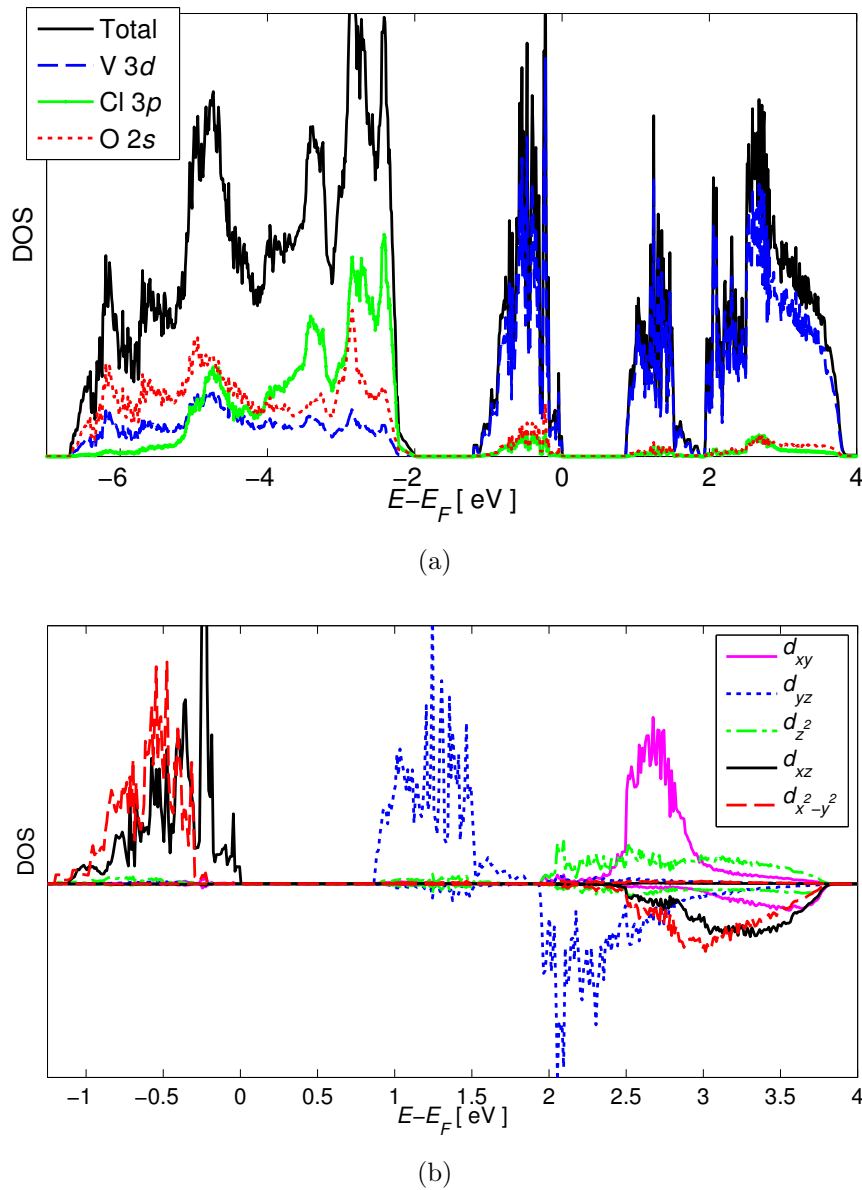 Total
V 3d
Cl 3p
O 2s
DOS
−6 −4 −2 0 2 4
E−E_F [ eV ]
(a)
d_xy
d_yz
d_z^2
d_xz
d_x^2−y^2
DOS
−1 −0.5 0 0.5 1 1.5 2 2.5 3 3.5 4
E−E_F [ eV ]
(b)